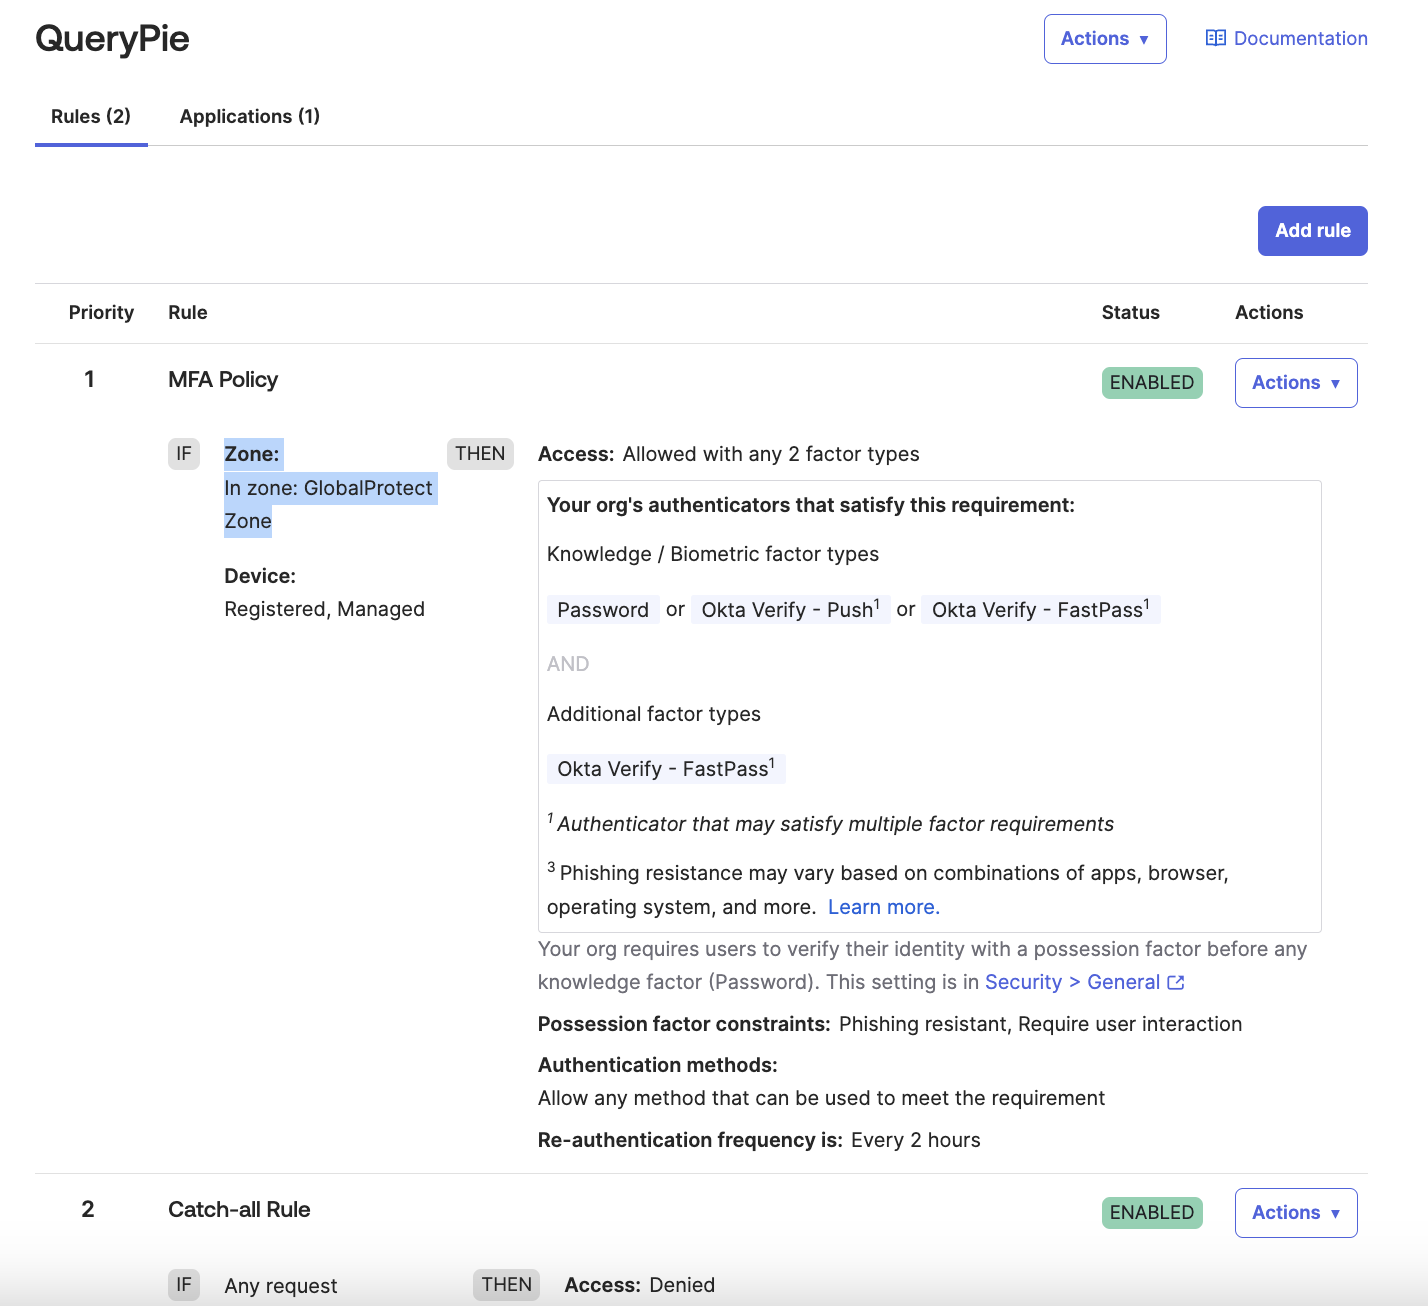 QueryPie
Actions ▼
Documentation
Rules (2)
Applications (1)
Add rule
Priority
Rule
Status
Actions
1
MFA Policy
ENABLED
Actions ▼
IF
Zone:
In zone: GlobalProtect
Zone
Device:
Registered, Managed
THEN
Access: Allowed with any 2 factor types
Your org's authenticators that satisfy this requirement:
Knowledge / Biometric factor types
Password or Okta Verify - Push¹ or Okta Verify - FastPass¹
AND
Additional factor types
Okta Verify - FastPass¹
¹ Authenticator that may satisfy multiple factor requirements
³ Phishing resistance may vary based on combinations of apps, browser,
operating system, and more. Learn more.
Your org requires users to verify their identity with a possession factor before any
knowledge factor (Password). This setting is in Security > General
Possession factor constraints: Phishing resistant, Require user interaction
Authentication methods:
Allow any method that can be used to meet the requirement
Re-authentication frequency is: Every 2 hours
2
Catch-all Rule
ENABLED
Actions ▼
IF
Any request
THEN
Access: Denied